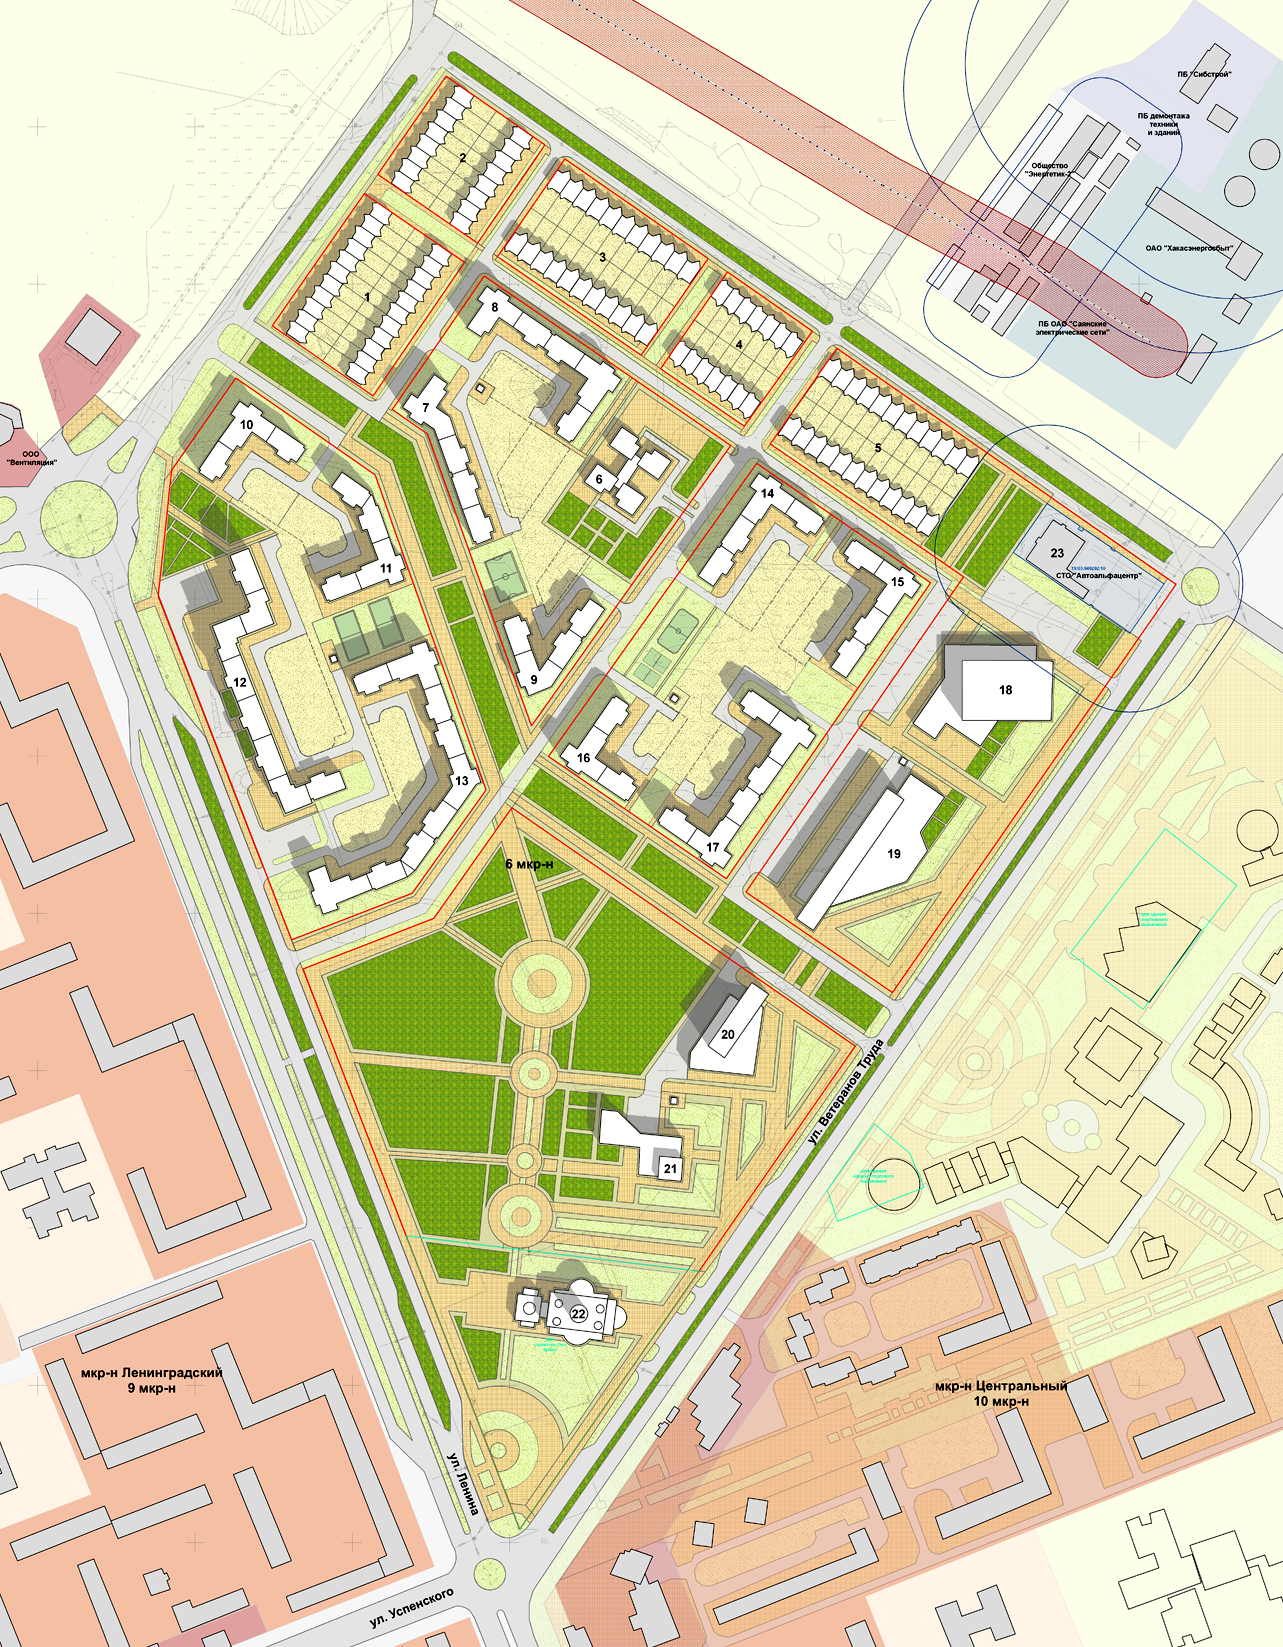 ПБ "Сибстрой"
ПБ демонтажа
техники
и зданий
Общество
"Энергетик-2"
ОАО "Хакасэнергосбыт"
ПБ ОАО "Саянские
электрические сети"
2
1
3
4
5
8
7
6
10
11
ООО
"Вентиляция"
14
15
23
СТО "Автоальфацентр"
12
9
13
16
17
18
19
6 мкр-н
20
21
22
ул. Ветеранов Труда
мкр-н Ленинградский
9 мкр-н
мкр-н Центральный
10 мкр-н
ул. Ленина
ул. Успенского